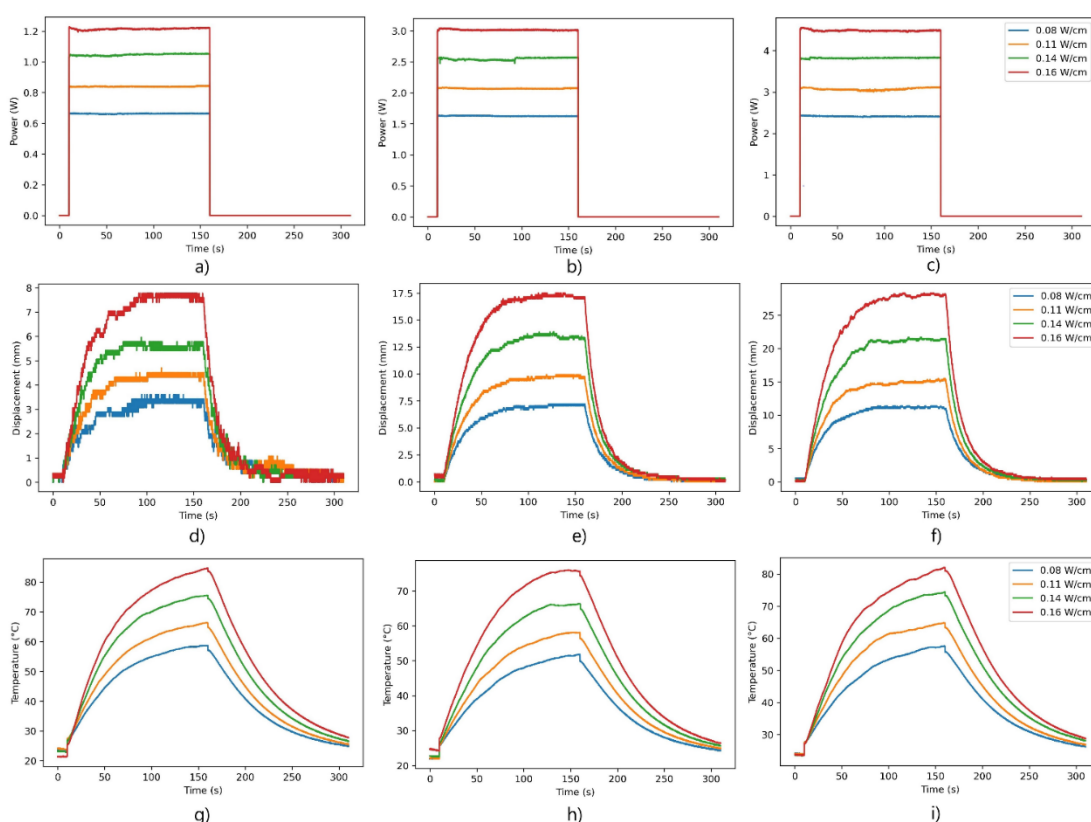 Power (W)
1.2
1.0
0.8
0.6
0.4
0.2
0.0
0 50 100 150 200 250 300
Time (s)
a)
Power (W)
3.0
2.5
2.0
1.5
1.0
0.5
0.0
0 50 100 150 200 250 300
Time (s)
b)
Power (W)
4
3
2
1
0
0 50 100 150 200 250 300
Time (s)
c)
0.08 W/cm
0.11 W/cm
0.14 W/cm
0.16 W/cm
Displacement (mm)
8
7
6
5
4
3
2
1
0
0 50 100 150 200 250 300
Time (s)
d)
Displacement (mm)
17.5
15.0
12.5
10.0
7.5
5.0
2.5
0.0
0 50 100 150 200 250 300
Time (s)
e)
Displacement (mm)
25
20
15
10
5
0
0 50 100 150 200 250 300
Time (s)
f)
0.08 W/cm
0.11 W/cm
0.14 W/cm
0.16 W/cm
Temperature (°C)
80
70
60
50
40
30
20
0 50 100 150 200 250 300
Time (s)
g)
Temperature (°C)
70
60
50
40
30
20
0 50 100 150 200 250 300
Time (s)
h)
Temperature (°C)
80
70
60
50
40
30
0 50 100 150 200 250 300
Time (s)
i)
0.08 W/cm
0.11 W/cm
0.14 W/cm
0.16 W/cm